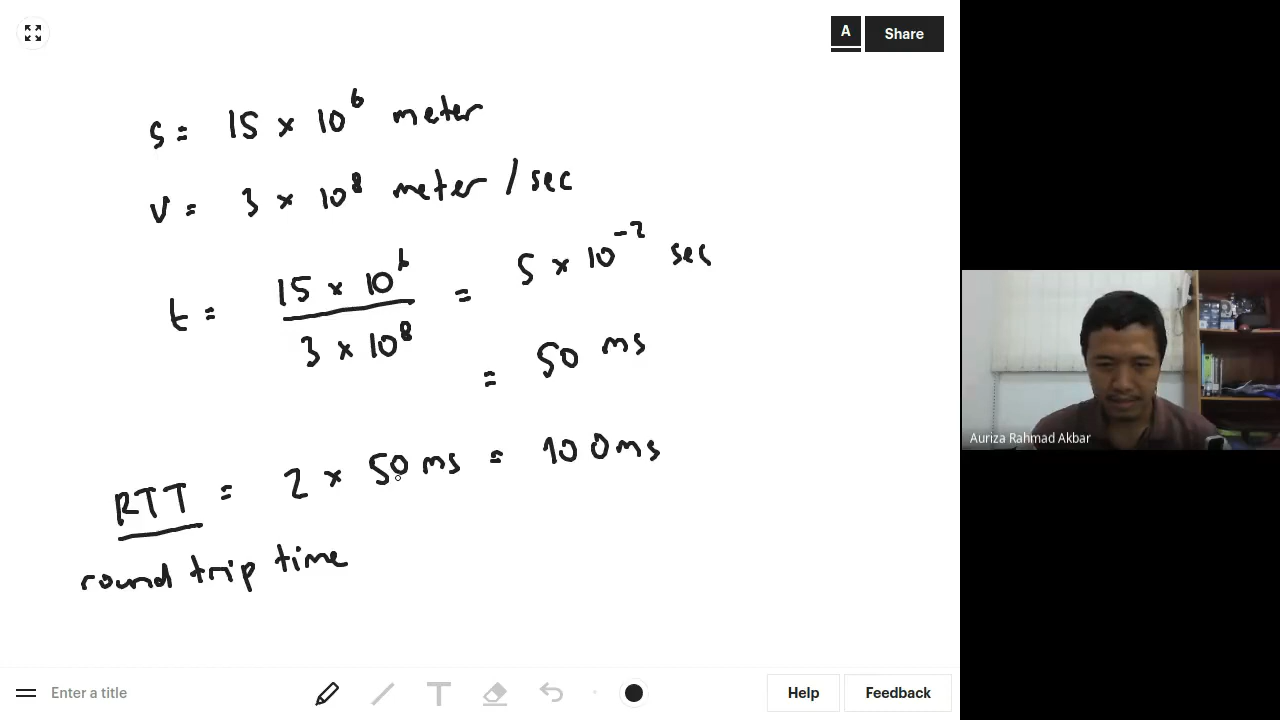 A
Share
s = 15 × 10⁶ meter
v = 3 × 10⁸ meter / sec
t = 15 × 10⁶ / 3 × 10⁸ = 5 × 10⁻² sec
= 50 ms
RTT = 2 × 50 ms = 100 ms
round trip time
Auriza Rahmad Akbar
Enter a title
T
Help
Feedback